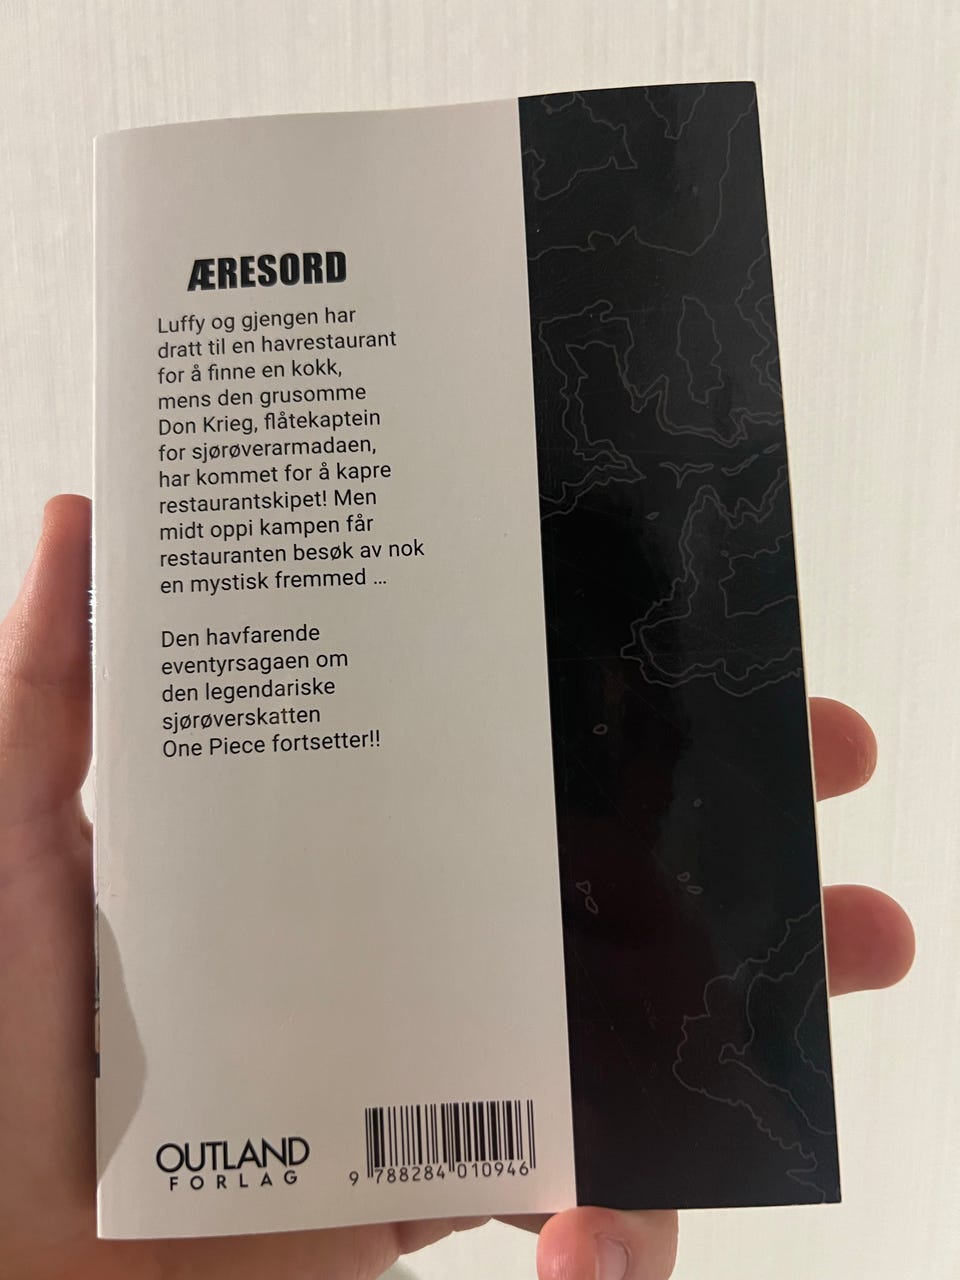 ÆRESORD
Luffy og gjengen har
dratt til en havrestaurant
for å finne en kokk,
mens den grusomme
Don Krieg, flåtekaptein
for sjørøverarmadaen,
har kommet for å kapre
restaurantskipet! Men
midt oppi kampen får
restauranten besøk av nok
en mystisk fremmed ...
Den havfarende
eventyrsagaen om
den legendariske
sjørøverskatten
One Piece fortsetter!!
OUTLAND
FORLAG
9 788284 010946